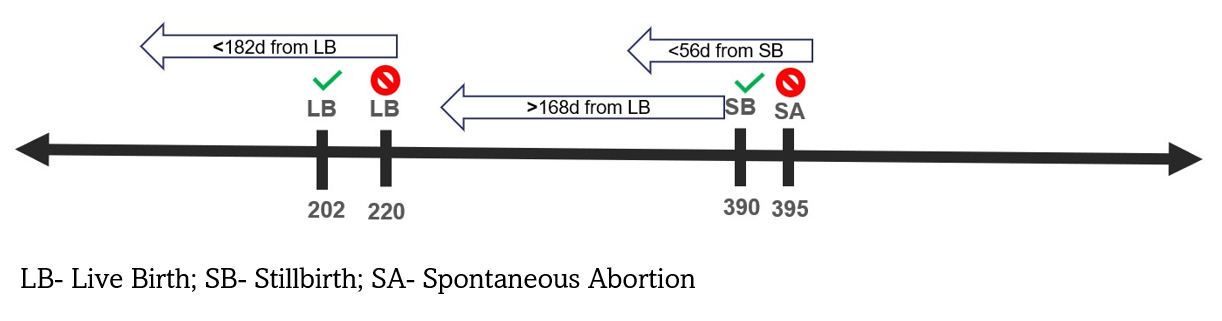 <182d from LB
<56d from SB
LB LB
>168d from LB
SB SA
202 220
390 395
LB- Live Birth; SB- Stillbirth; SA- Spontaneous Abortion